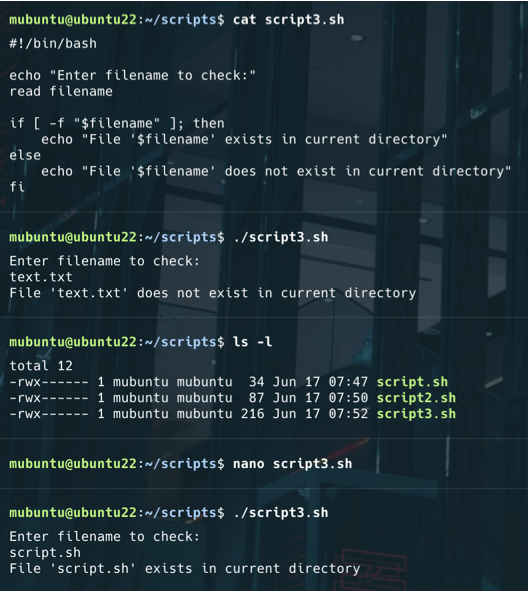 mubuntu@ubuntu22:~/scripts$ cat script3.sh
#!/bin/bash
echo "Enter filename to check:"
read filename
if [ -f "$filename" ]; then
    echo "File '$filename' exists in current directory"
else
    echo "File '$filename' does not exist in current directory"
fi
mubuntu@ubuntu22:~/scripts$ ./script3.sh
Enter filename to check:
text.txt
File 'text.txt' does not exist in current directory
mubuntu@ubuntu22:~/scripts$ ls -l
total 12
-rwx------ 1 mubuntu mubuntu  34 Jun 17 07:47 script.sh
-rwx------ 1 mubuntu mubuntu  87 Jun 17 07:50 script2.sh
-rwx------ 1 mubuntu mubuntu 216 Jun 17 07:52 script3.sh
mubuntu@ubuntu22:~/scripts$ nano script3.sh
mubuntu@ubuntu22:~/scripts$ ./script3.sh
Enter filename to check:
script.sh
File 'script.sh' exists in current directory